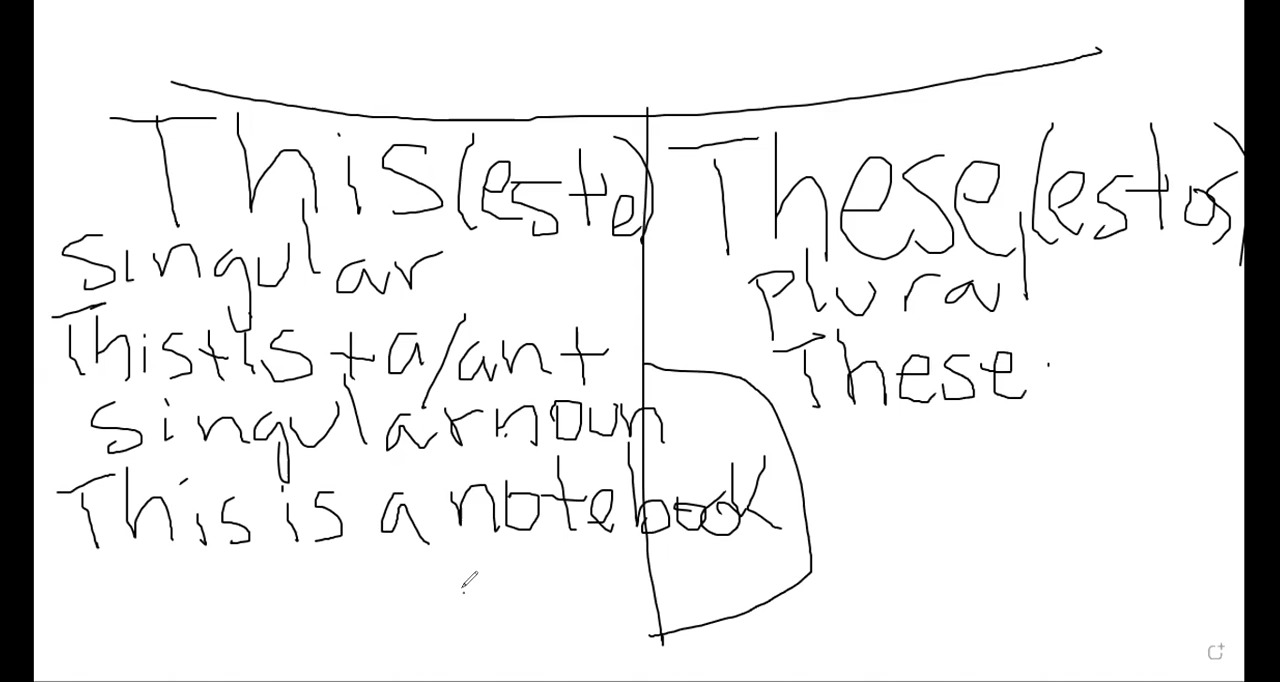 This (este)
singular
This + is + a/an +
singular noun
This is a notebook
These (estos)
plural
These